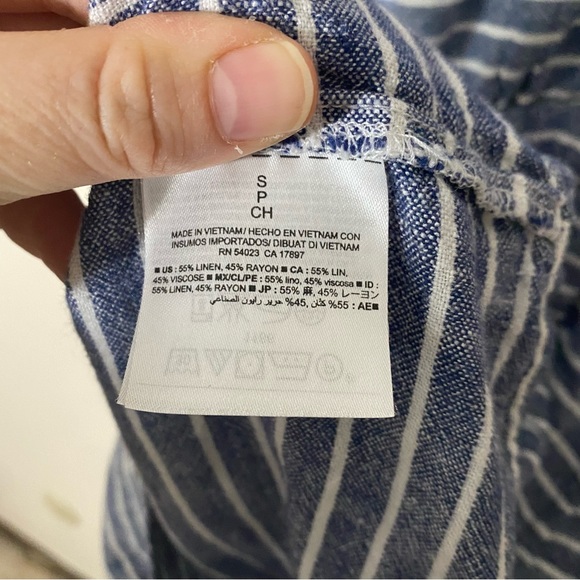 S
P
CH
MADE IN VIETNAM/ HECHO EN VIETNAM CON
INSUMOS IMPORTADOS/ DIBUAT DI VIETNAM
RN 54023 CA 17897
■ US : 55% LINEN, 45% RAYON ■ CA : 55% LIN,
45% VISCOSE ■ MX/CL/PE : 55% lino, 45% viscosa ■ ID :
55% LINEN, 45% RAYON ■ JP : 55% 麻, 45% レーヨン
■AE : 55% كتّان, 45% حرير رايون الصناعي